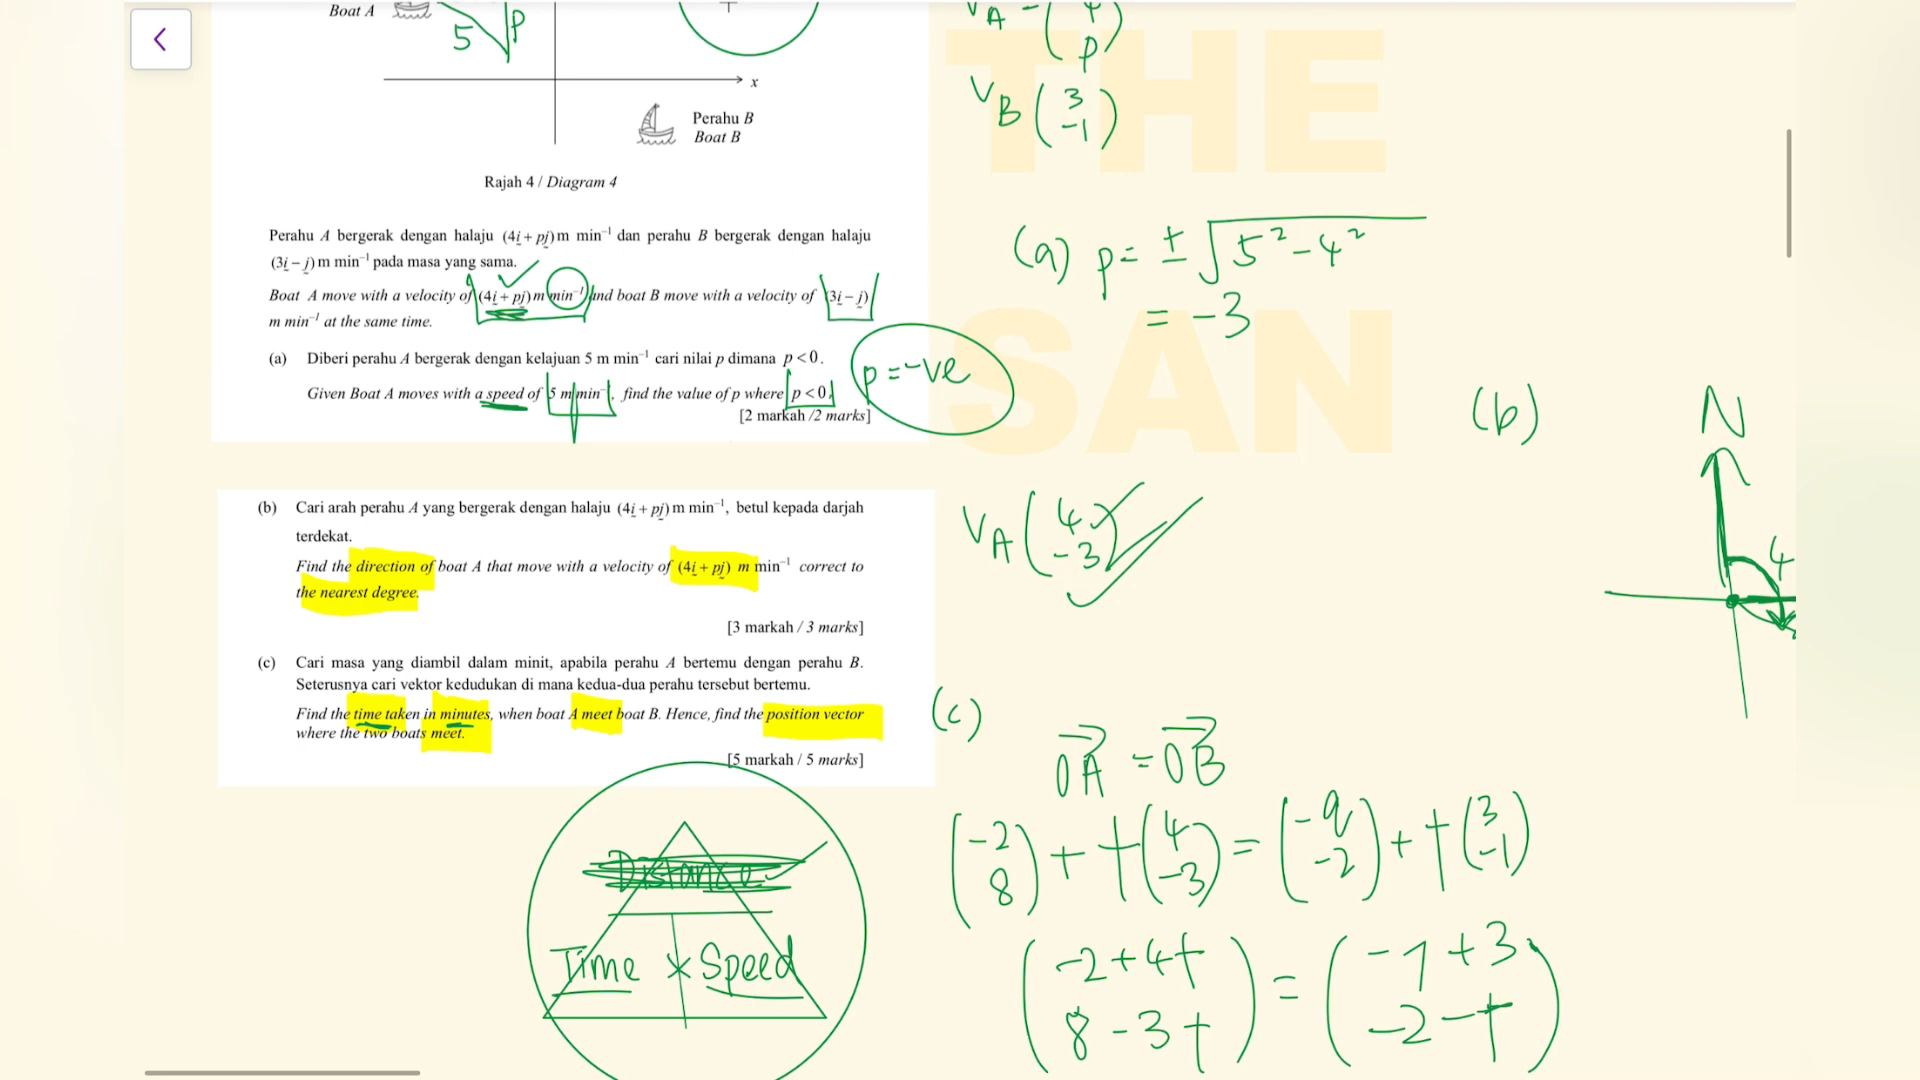 Boat A
5
p
x
Perahu B
Boat B
Rajah 4 / Diagram 4
Perahu A bergerak dengan halaju (4i + pj) m min⁻¹ dan perahu B bergerak dengan halaju
(3i – j) m min⁻¹ pada masa yang sama.
Boat A move with a velocity of (4i + pj) m min⁻¹ and boat B move with a velocity of (3i – j)
m min⁻¹ at the same time.
(a) Diberi perahu A bergerak dengan kelajuan 5 m min⁻¹ cari nilai p dimana p < 0.
Given Boat A moves with a speed of 5 m min⁻¹, find the value of p where p < 0.
[2 markah /2 marks]
p = -ve
(b) Cari arah perahu A yang bergerak dengan halaju (4i + pj) m min⁻¹, betul kepada darjah
terdekat.
Find the direction of boat A that move with a velocity of (4i + pj) m min⁻¹ correct to
the nearest degree.
[3 markah / 3 marks]
(c) Cari masa yang diambil dalam minit, apabila perahu A bertemu dengan perahu B.
Seterusnya cari vektor kedudukan di mana kedua-dua perahu tersebut bertemu.
Find the time taken in minutes, when boat A meet boat B. Hence, find the position vector
where the two boats meet.
[5 markah / 5 marks]
Distance
Time * Speed
THE
SAN
VA = (4
p)
VB (3
-1)
(a) p = ± √5² - 4²
= -3
VA (4
-3)
(b)
N
4
(c)
OA = OB
(-2 8) + t(4 -3) = (-9 -2) + t(3 -1)
(-2+4t 8-3t) = (-9+3 -2-t)